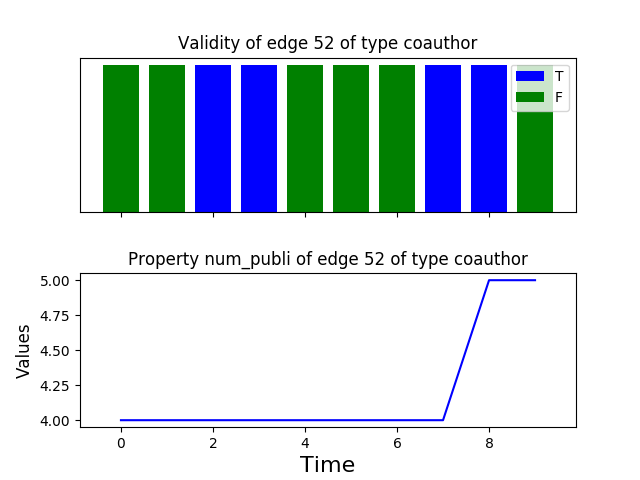 Validity of edge 52 of type coauthor
T
F
Property num_publi of edge 52 of type coauthor
5.00
4.75
4.50
4.25
4.00
Values
0 2 4 6 8
Time